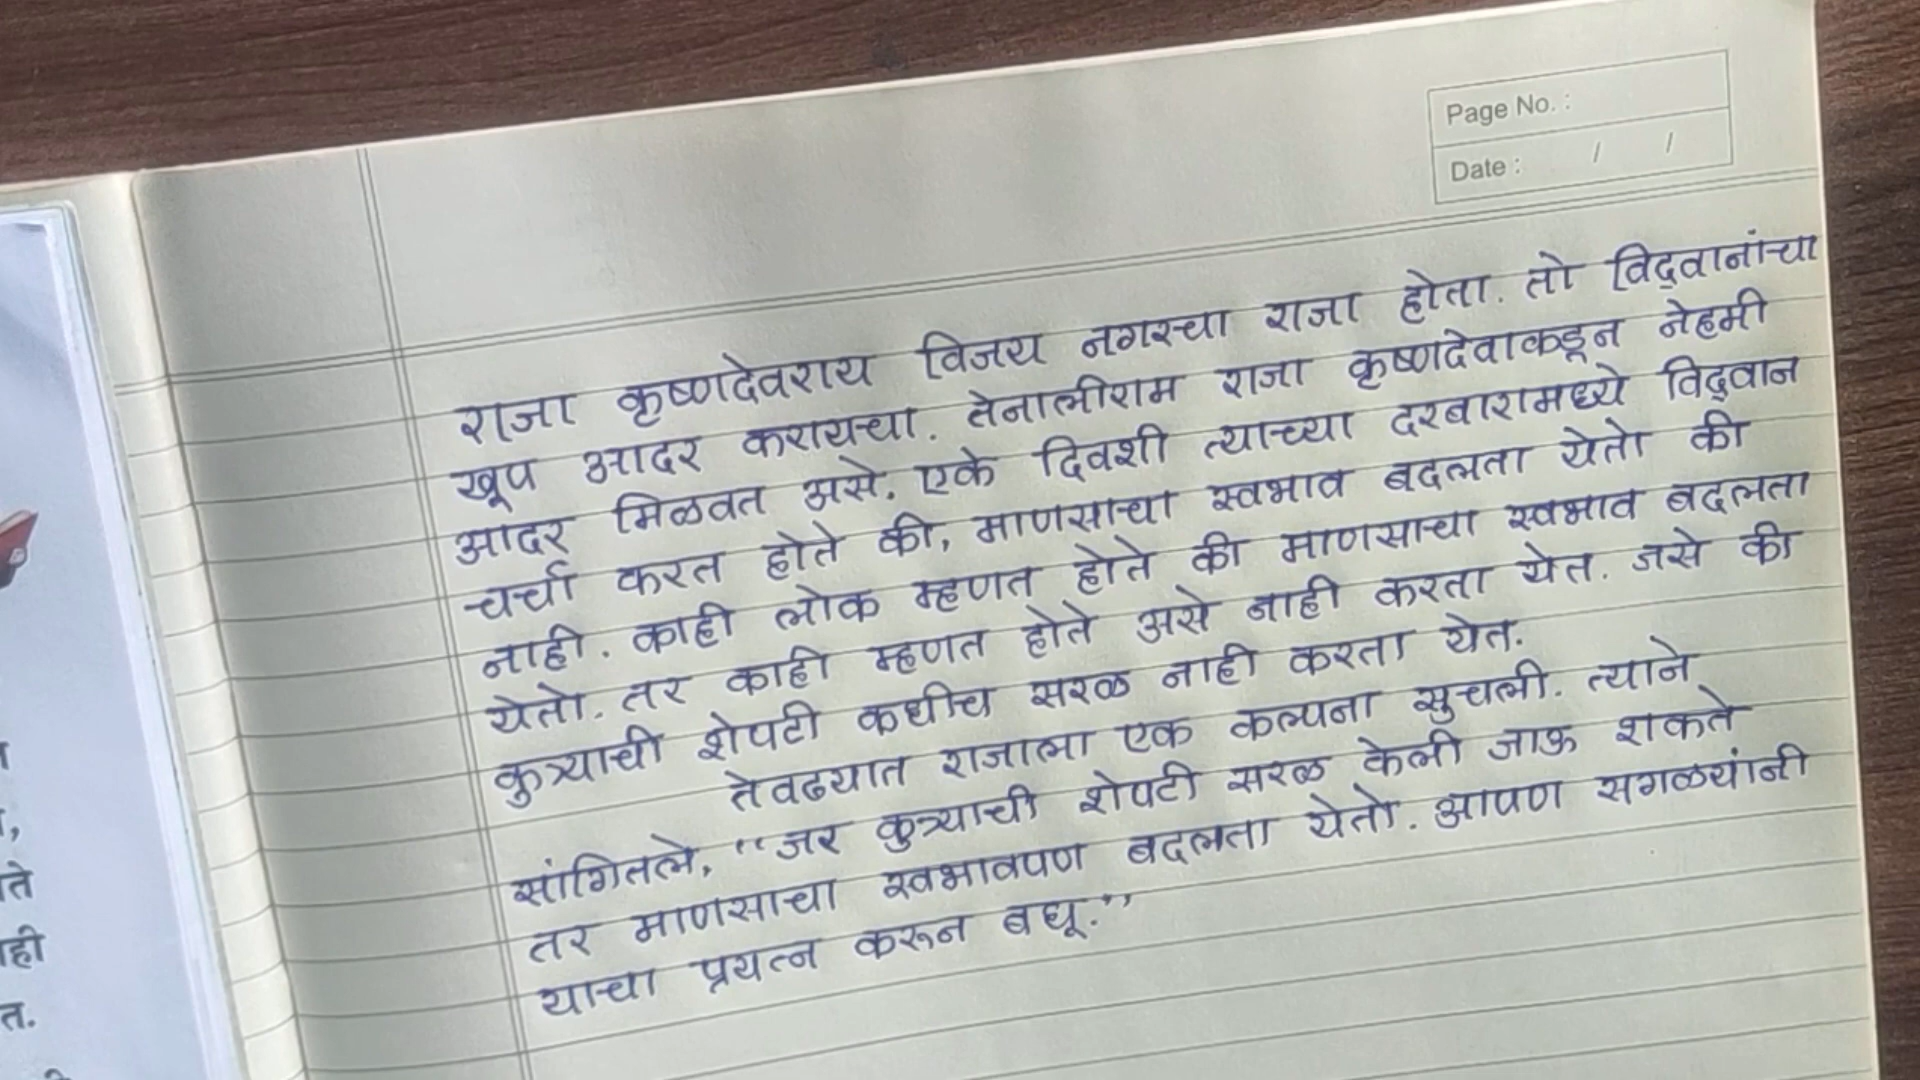 Page No. :
Date : / /
राजा कृष्णदेवराय विजय नगरचा राजा होता. तो विद्‌वानांचा
खूप आदर करायचा. तेनालीराम राजा कृष्णदेवाकडून नेहमी
आदर मिळवत असे. एके दिवशी त्याच्या दरबारामध्ये विद्‌वान
चर्चा करत होते की, माणसाचा स्वभाव बदलता येतो की
नाही. काही लोक म्हणत होते की माणसाचा स्वभाव बदलता
येतो. तर काही म्हणत होते असे नाही करता येत. जसे की
कुत्र्याची शेपटी कधीच सरळ नाही करता येत.
तेवढयात राजाला एक कल्पना सुचली. त्याने
सांगितले, "जर कुत्र्याची शेपटी सरळ केली जाऊ शकते
तर माणसाचा स्वभावपण बदलता येतो. आपण सगळ्यांनी
याचा प्रयत्न करून बघू."